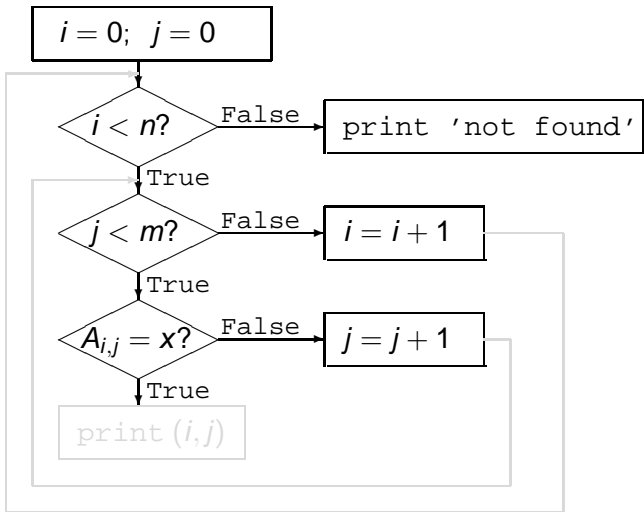 i = 0; j = 0
i < n?
False
print 'not found'
True
j < m?
False
i = i + 1
True
A_{i,j} = x?
False
j = j + 1
True
print (i, j)